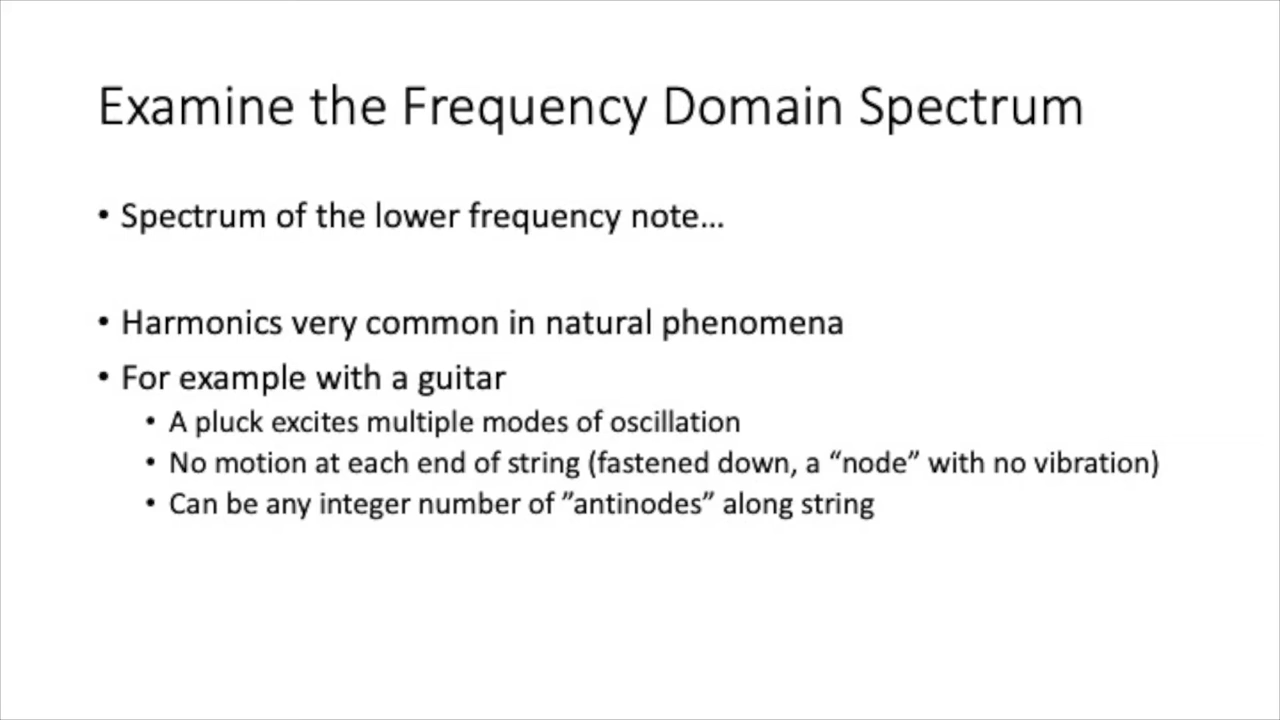 Examine the Frequency Domain Spectrum
• Spectrum of the lower frequency note...
• Harmonics very common in natural phenomena
• For example with a guitar
• A pluck excites multiple modes of oscillation
• No motion at each end of string (fastened down, a “node” with no vibration)
• Can be any integer number of ”antinodes” along string